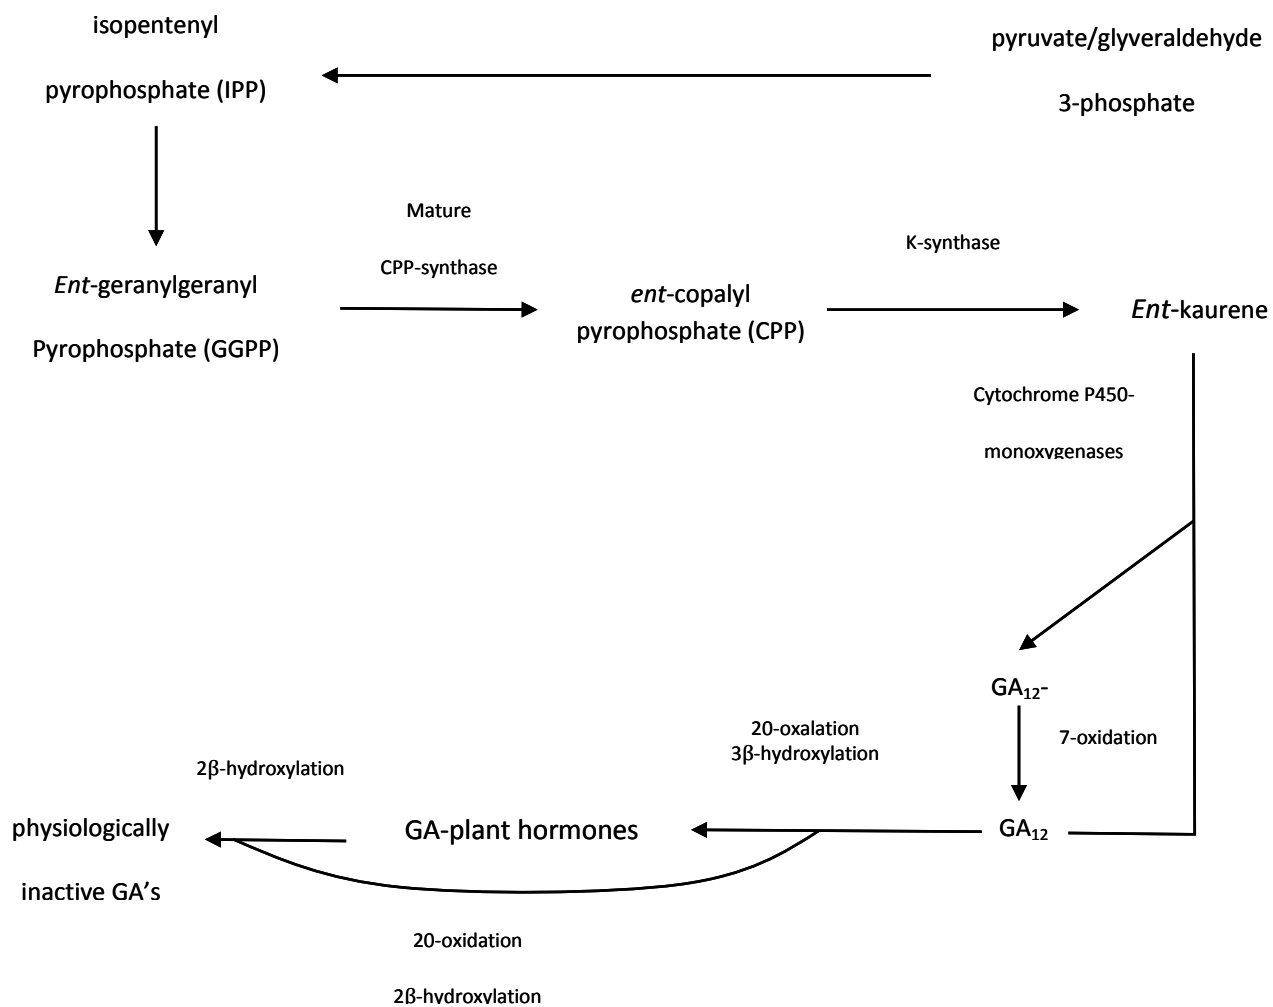 isopentenyl
pyrophosphate (IPP)
pyruvate/glyveraldehyde
3-phosphate
Mature
CPP-synthase
K-synthase
Ent-geranylgeranyl
Pyrophosphate (GGPP)
ent-copalyl
pyrophosphate (CPP)
Ent-kaurene
Cytochrome P450-
monoxygenases
GA₁₂-
7-oxidation
20-oxalation
3β-hydroxylation
2β-hydroxylation
physiologically
inactive GA's
GA-plant hormones
GA₁₂
20-oxidation
2β-hydroxylation